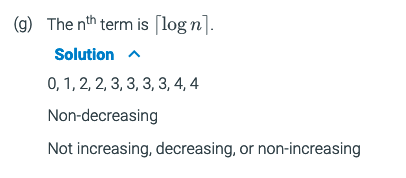 (g) The nᵗʰ term is ⌈log n⌉.
Solution
0, 1, 2, 2, 3, 3, 3, 3, 4, 4
Non-decreasing
Not increasing, decreasing, or non-increasing